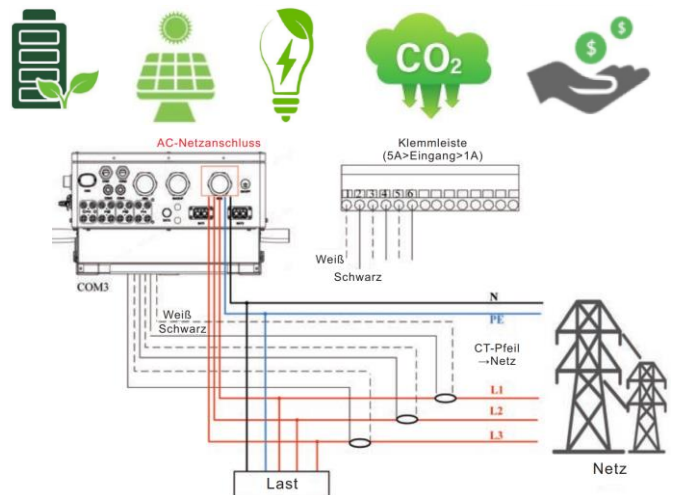 CO₂
$
$
AC-Netzanschluss
Klemmleiste
(5A>Eingang>1A)
1 2 3 4 5 6
Weiß
Schwarz
COM3
Weiß
Schwarz
N
PE
CT-Pfeil
→Netz
L1
L2
L3
Last
Netz